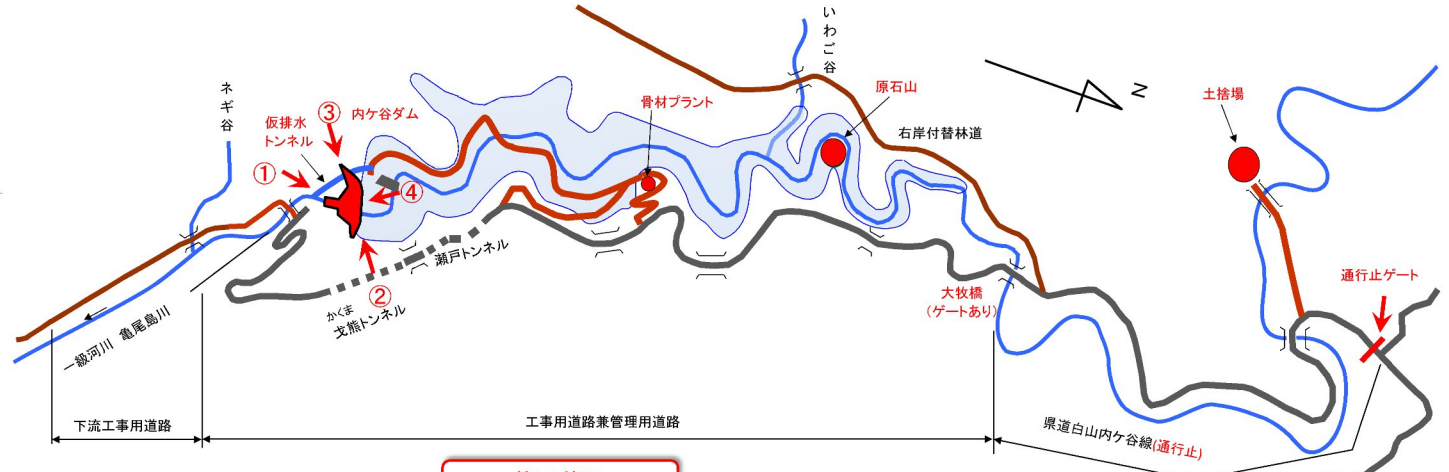 いわご谷
ネギ谷
仮排水
トンネル
③
内ケ谷ダム
骨材プラント
原石山
右岸付替林道
N
土捨場
①
④
②
瀬戸トンネル
かくま
戈熊トンネル
一級河川 亀尾島川
大牧橋
(ゲートあり)
通行止ゲート
下流工事用道路
工事用道路兼管理用道路
県道白山内ケ谷線(通行止)